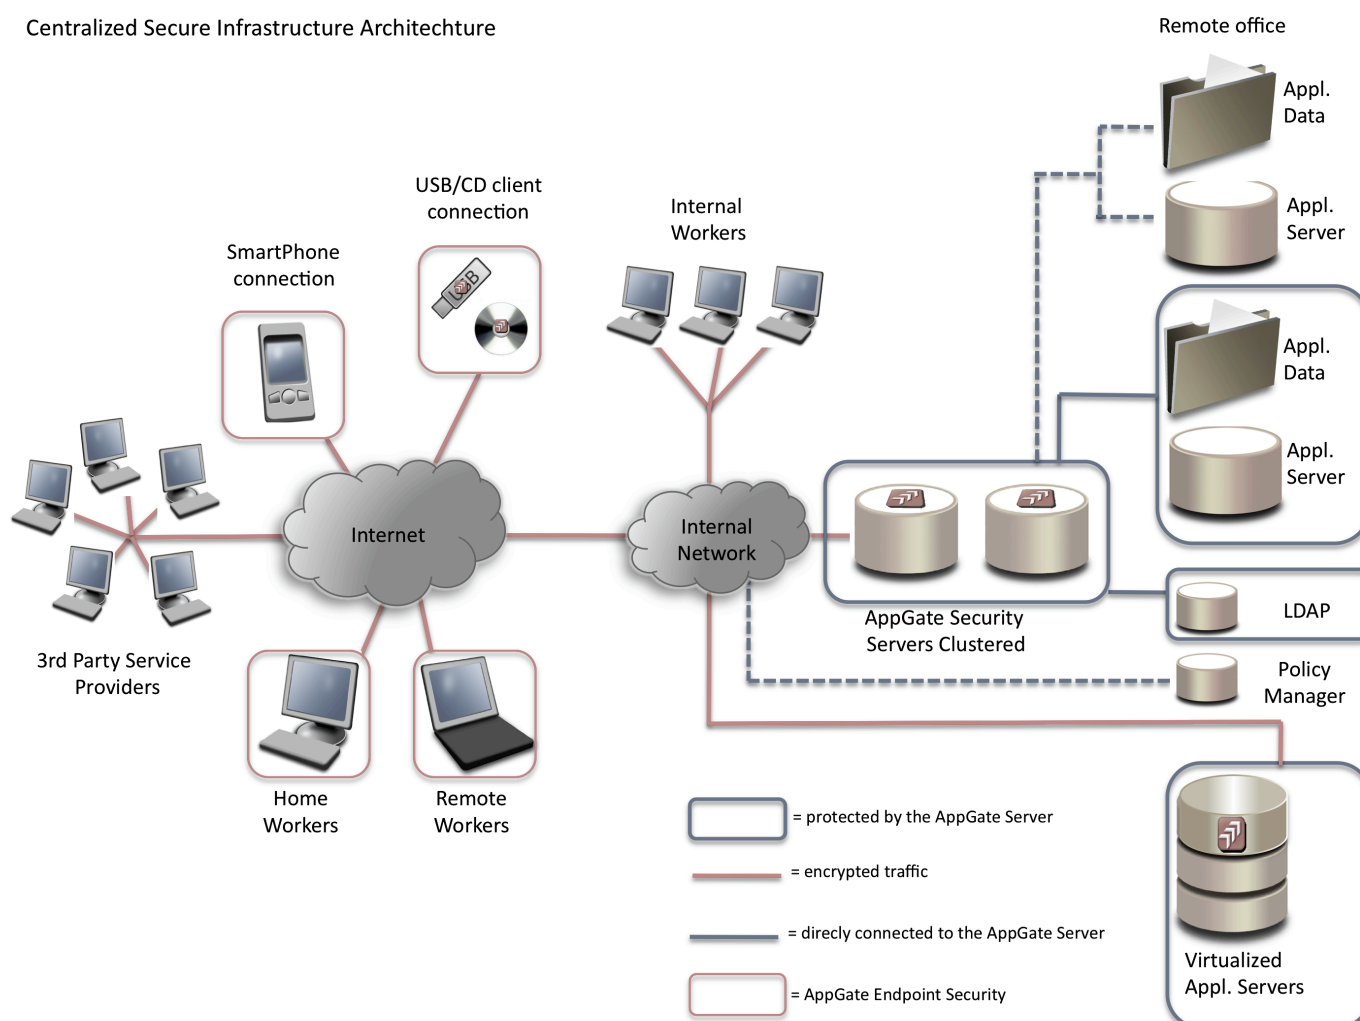 Centralized Secure Infrastructure Architechture
Remote office
Appl.
Data
Appl.
Server
USB/CD client
connection
Internal
Workers
SmartPhone
connection
USB
Appl.
Data
Appl.
Server
Internet
Internal
Network
AppGate Security
Servers Clustered
LDAP
Policy
Manager
3rd Party Service
Providers
Home
Workers
Remote
Workers
= protected by the AppGate Server
= encrypted traffic
= direcly connected to the AppGate Server
= AppGate Endpoint Security
Virtualized
Appl. Servers